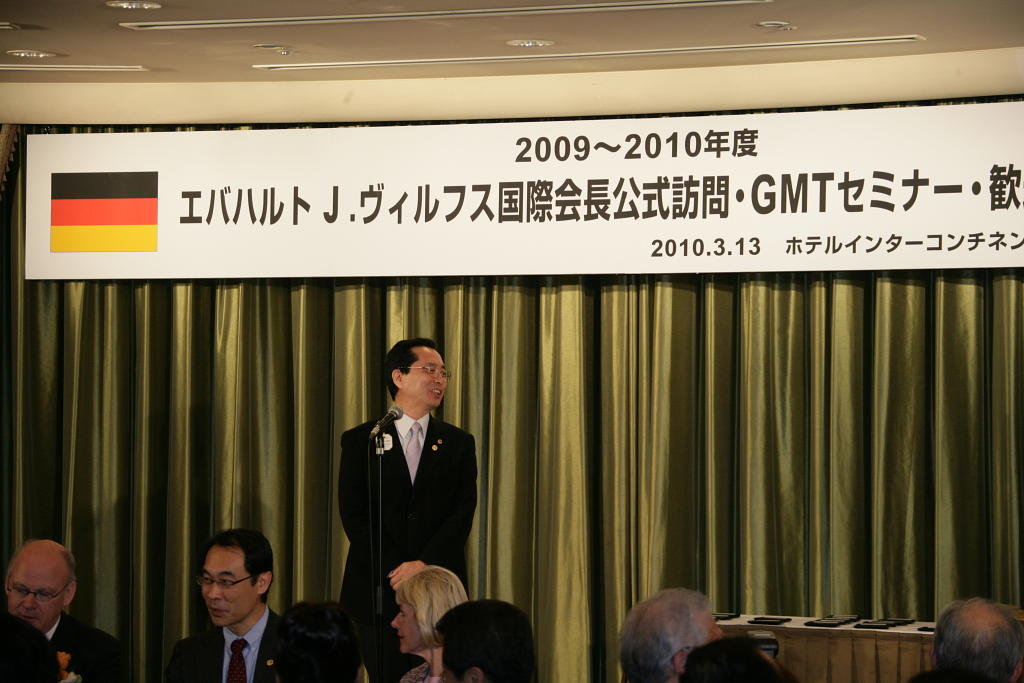 2009～2010年度
エバハルト J.ヴィルフス国際会長公式訪問・GMTセミナー・歓
2010.3.13 ホテルインターコンチネン